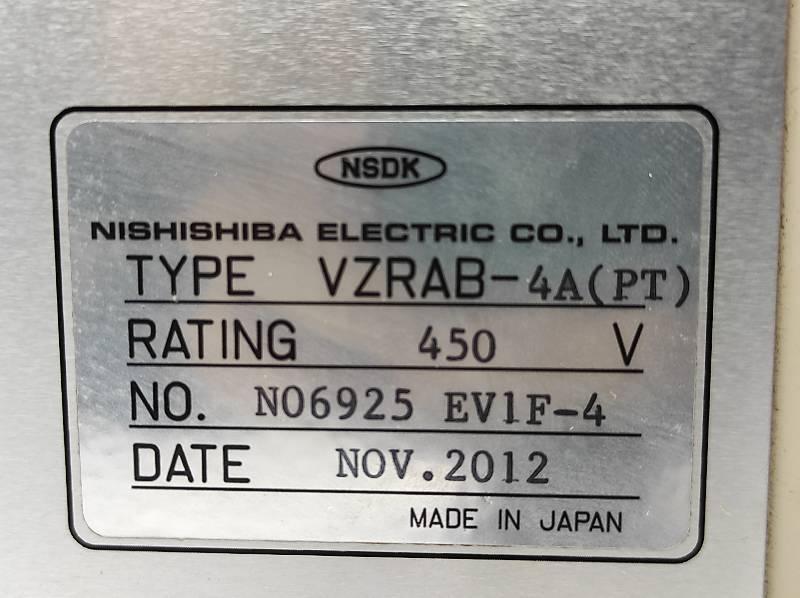 NSDK
NISHISHIBA ELECTRIC CO., LTD.
TYPE VZRAB-4A(PT)
RATING 450 V
NO. N06925 EV1F-4
DATE NOV.2012
MADE IN JAPAN